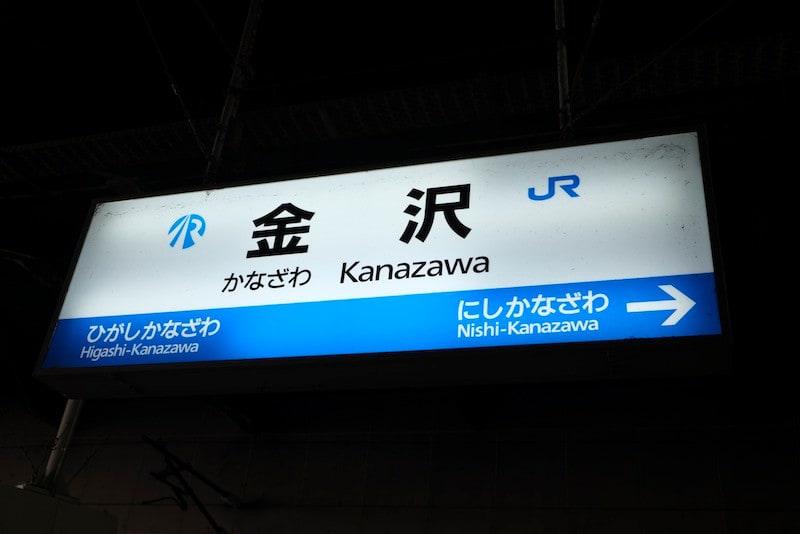 金沢
JR
かなざわ Kanazawa
ひがしかなざわ
Higashi-Kanazawa
にしかなざわ
Nishi-Kanazawa